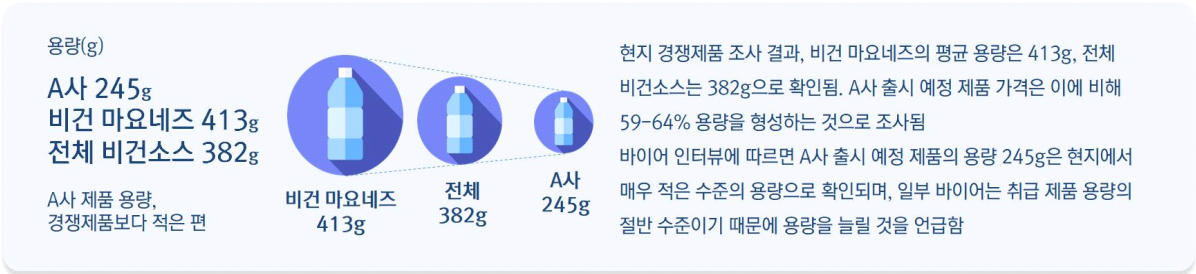 용량(g)
A사 245g
비건 마요네즈 413g
전체 비건소스 382g
A사 제품 용량,
경쟁제품보다 적은 편
비건 마요네즈
413g
전체
382g
A사
245g
현지 경쟁제품 조사 결과, 비건 마요네즈의 평균 용량은 413g, 전체
비건소스는 382g으로 확인됨. A사 출시 예정 제품 가격은 이에 비해
59-64% 용량을 형성하는 것으로 조사됨
바이어 인터뷰에 따르면 A사 출시 예정 제품의 용량 245g은 현지에서
매우 적은 수준의 용량으로 확인되며, 일부 바이어는 취급 제품 용량의
절반 수준이기 때문에 용량을 늘릴 것을 언급함